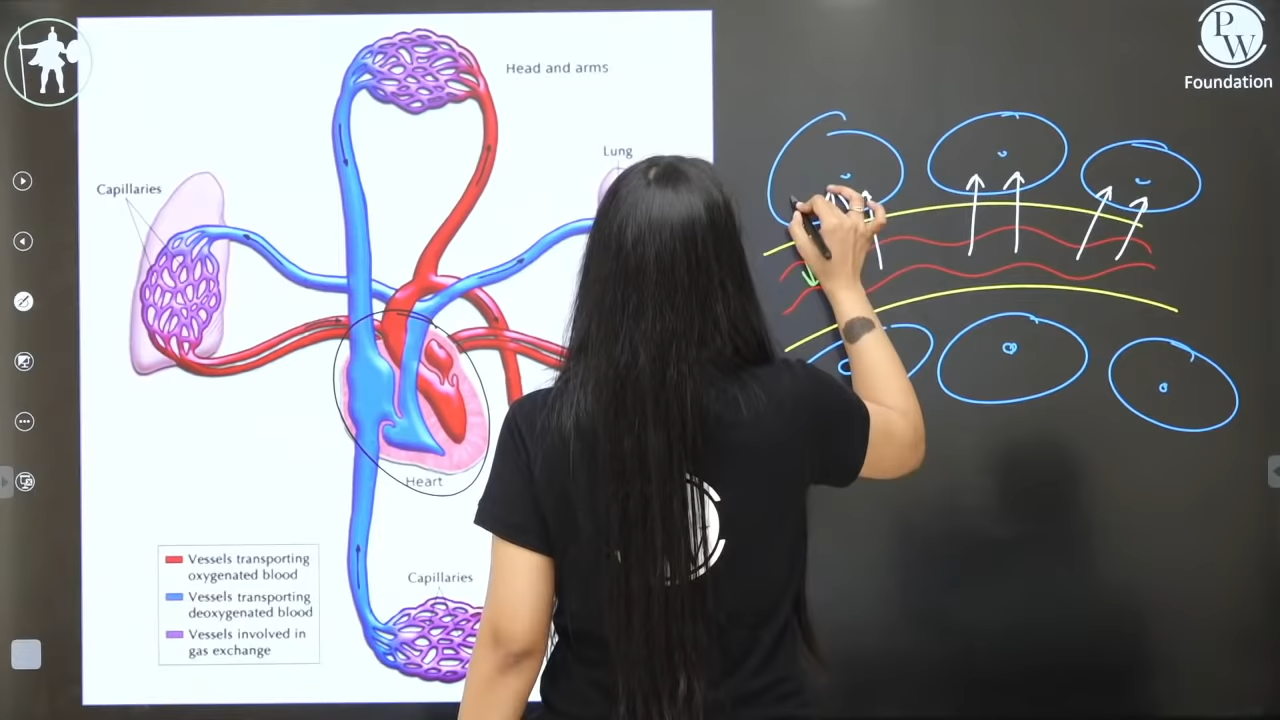 PW
Foundation
Head and arms
Lung
Capillaries
Heart
Capillaries
Vessels transporting
oxygenated blood
Vessels transporting
deoxygenated blood
Vessels involved in
gas exchange